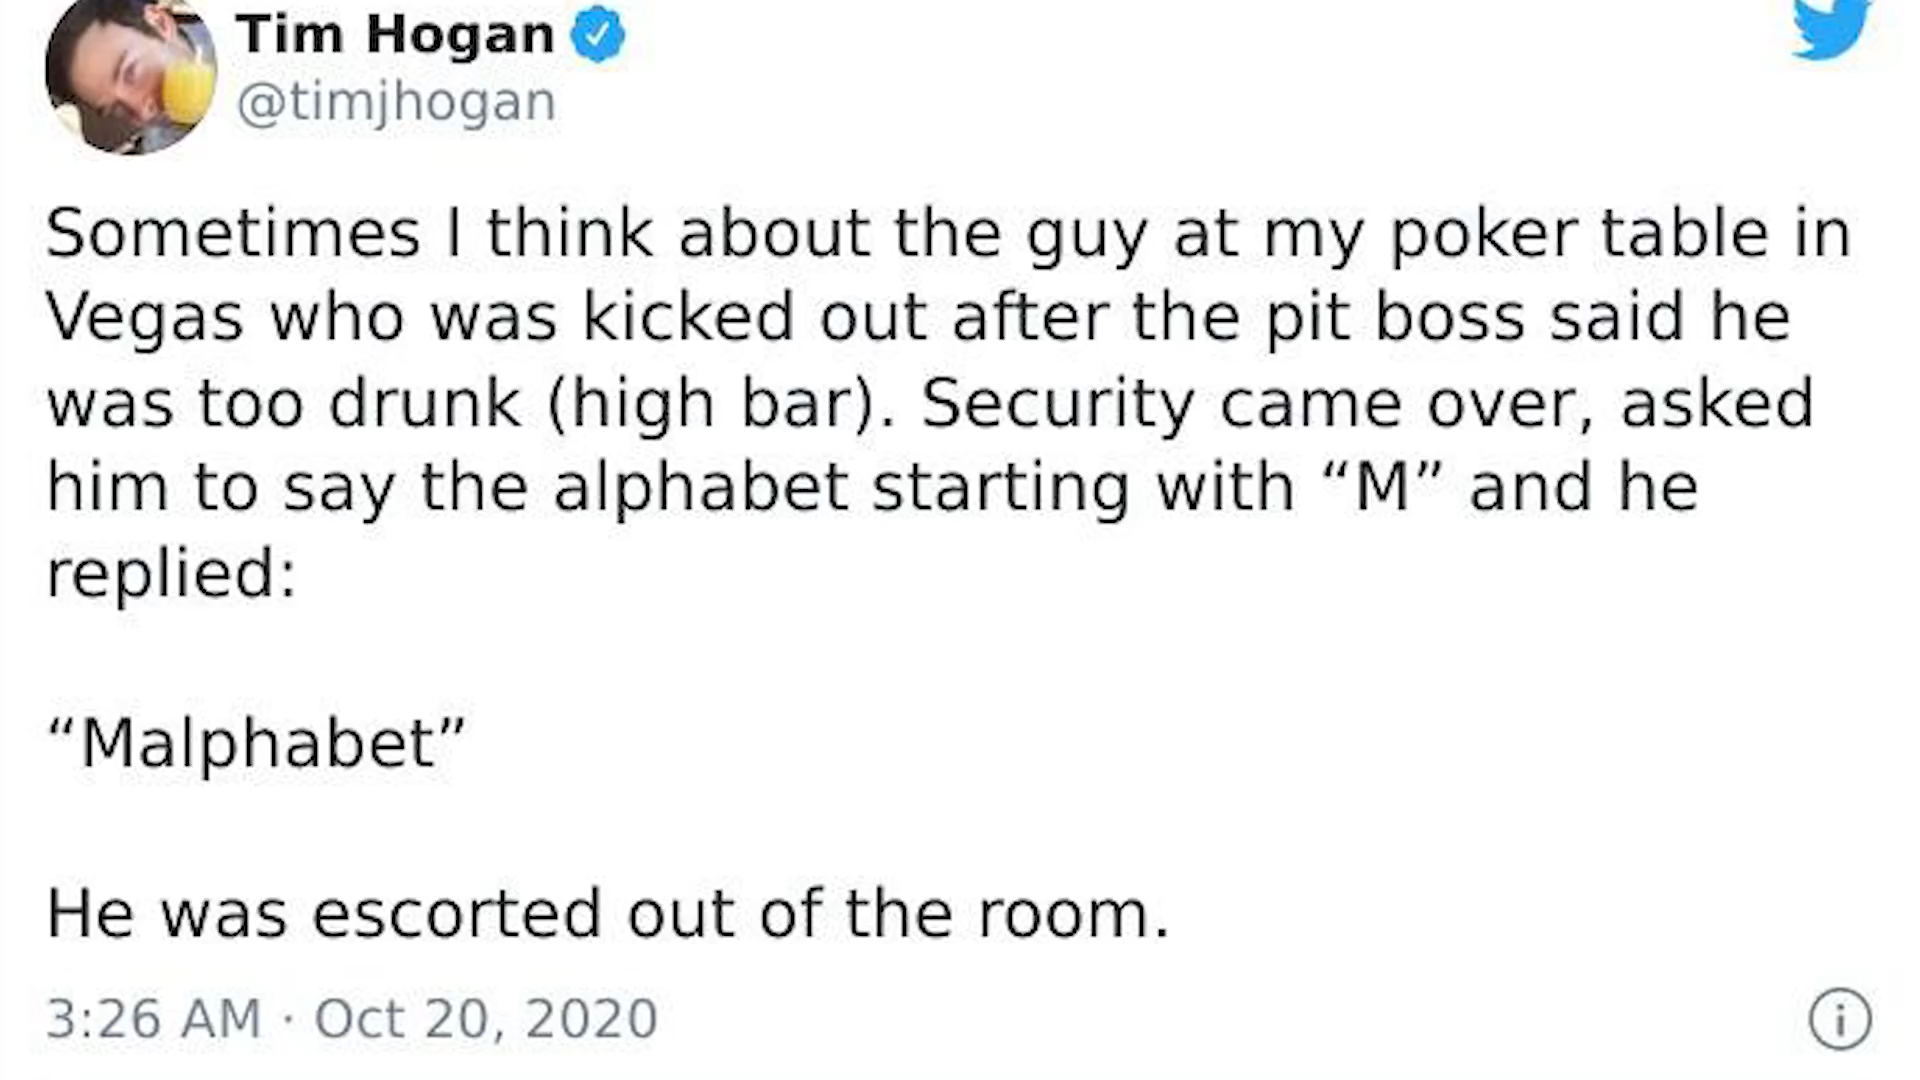 Tim Hogan
@timjhogan
Sometimes I think about the guy at my poker table in
Vegas who was kicked out after the pit boss said he
was too drunk (high bar). Security came over, asked
him to say the alphabet starting with “M” and he
replied:
“Malphabet”
He was escorted out of the room.
3:26 AM · Oct 20, 2020